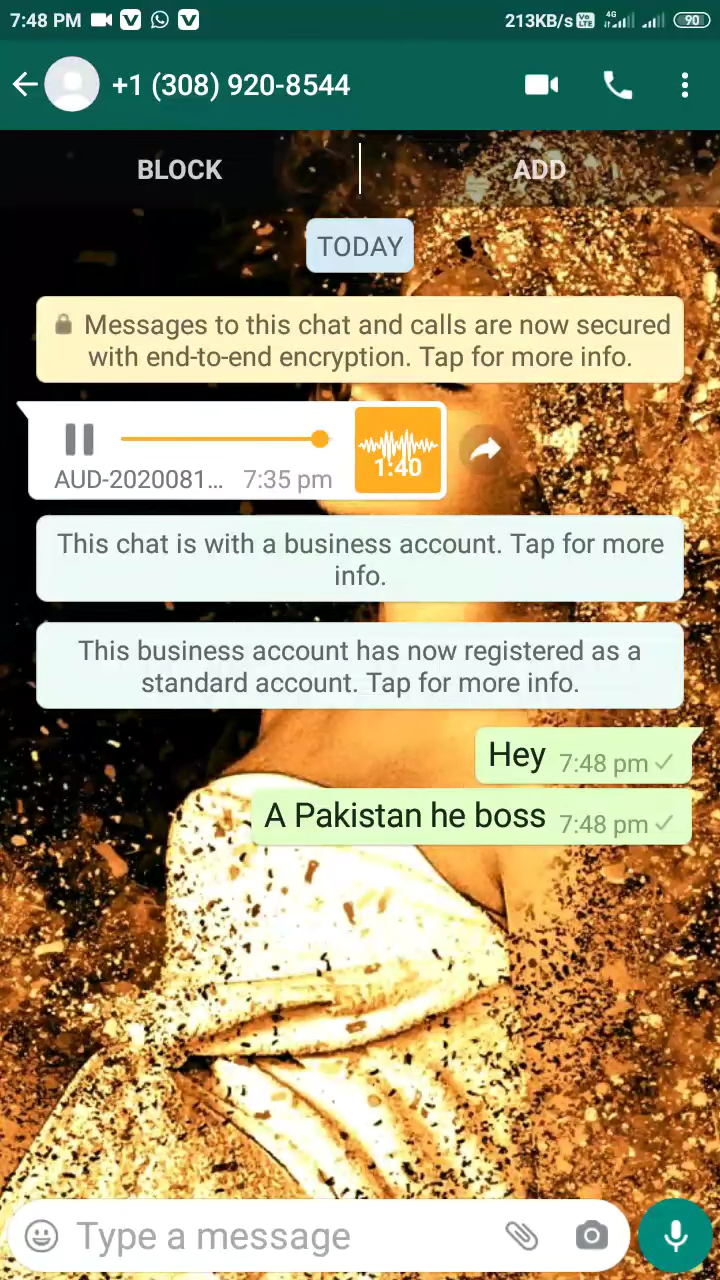 7:48 PM 213KB/s Vo LTE 4G 90
+1 (308) 920-8544
BLOCK ADD
TODAY
Messages to this chat and calls are now secured
with end-to-end encryption. Tap for more info.
1:40
AUD-2020081... 7:35 pm
This chat is with a business account. Tap for more
info.
This business account has now registered as a
standard account. Tap for more info.
Hey 7:48 pm
A Pakistan he boss 7:48 pm
Type a message